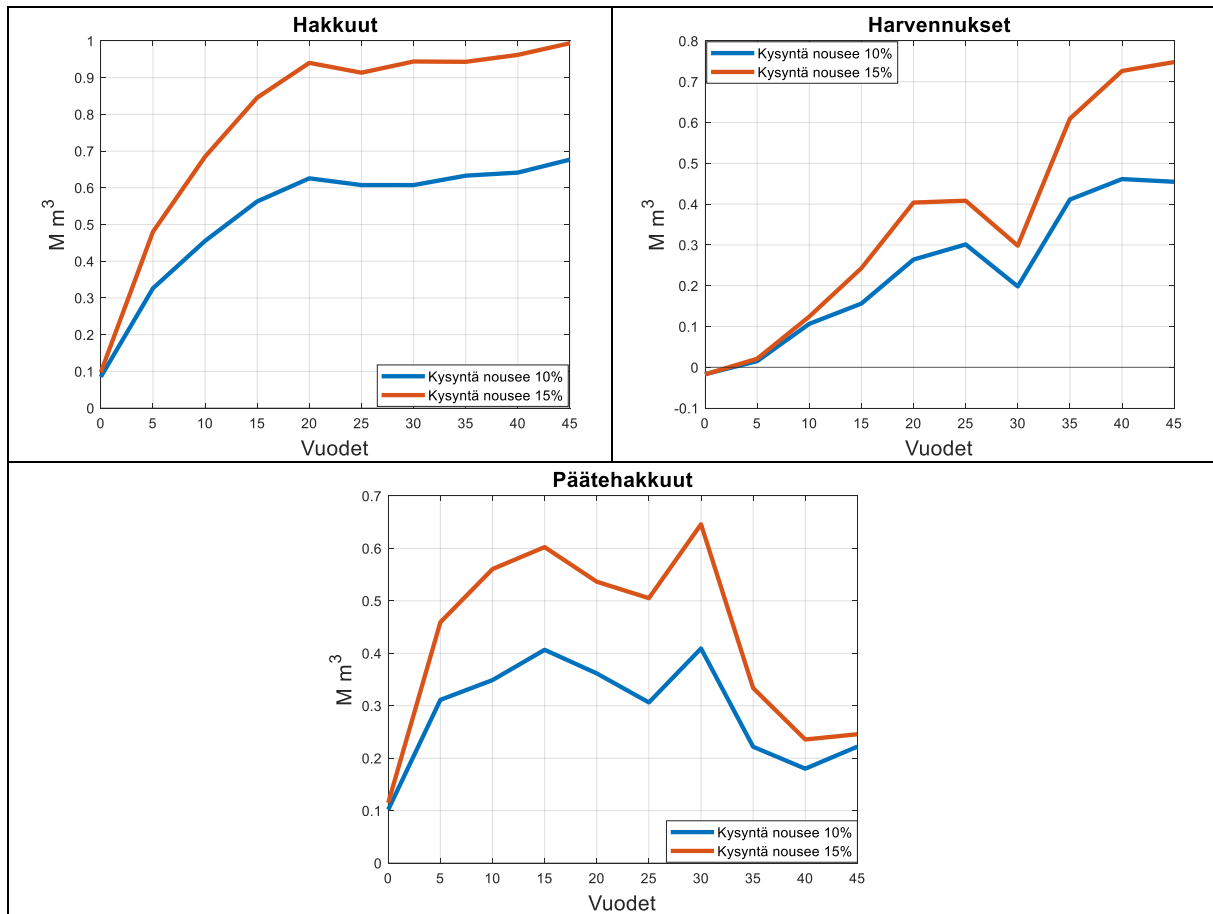 Hakkuut
1
0.9
0.8
0.7
0.6
0.5
0.4
0.3
0.2
0.1
0
M m³
Kysyntä nousee 10%
Kysyntä nousee 15%
0 5 10 15 20 25 30 35 40 45
Vuodet
Harvennukset
0.8
0.7
0.6
0.5
0.4
0.3
0.2
0.1
0
-0.1
M m³
Kysyntä nousee 10%
Kysyntä nousee 15%
0 5 10 15 20 25 30 35 40 45
Vuodet
Päätehakkuut
0.7
0.6
0.5
0.4
0.3
0.2
0.1
0
M m³
Kysyntä nousee 10%
Kysyntä nousee 15%
0 5 10 15 20 25 30 35 40 45
Vuodet